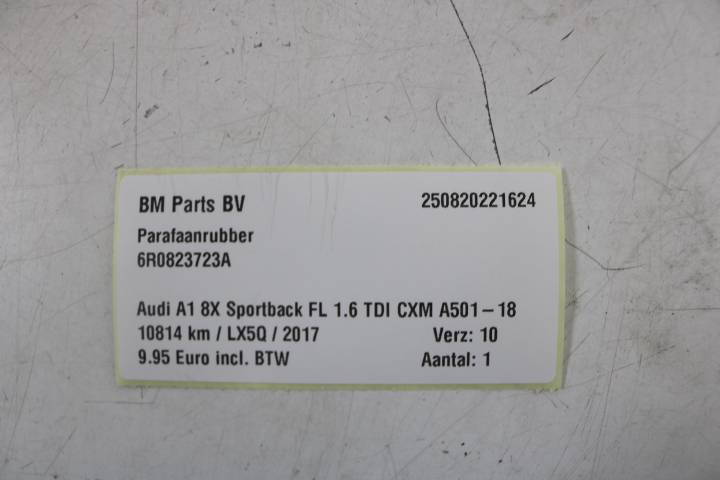 BM Parts BV 250820221624
Parafaanrubber
6R0823723A
Audi A1 8X Sportback FL 1.6 TDI CXM A501-18
10814 km / LX5Q / 2017 Verz: 10
9.95 Euro incl. BTW Aantal: 1